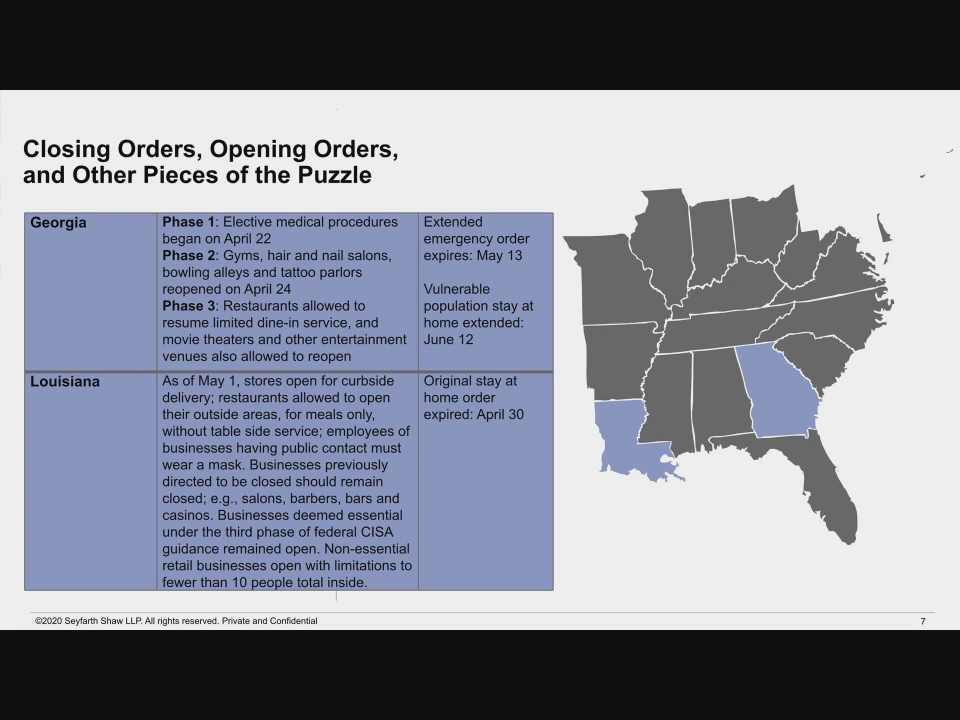 Closing Orders, Opening Orders,
and Other Pieces of the Puzzle
Georgia
Phase 1: Elective medical procedures
began on April 22
Phase 2: Gyms, hair and nail salons,
bowling alleys and tattoo parlors
reopened on April 24
Phase 3: Restaurants allowed to
resume limited dine-in service, and
movie theaters and other entertainment
venues also allowed to reopen
Extended
emergency order
expires: May 13
Vulnerable
population stay at
home extended:
June 12
Louisiana
As of May 1, stores open for curbside
delivery; restaurants allowed to open
their outside areas, for meals only,
without table side service; employees of
businesses having public contact must
wear a mask. Businesses previously
directed to be closed should remain
closed; e.g., salons, barbers, bars and
casinos. Businesses deemed essential
under the third phase of federal CISA
guidance remained open. Non-essential
retail businesses open with limitations to
fewer than 10 people total inside.
Original stay at
home order
expired: April 30
©2020 Seyfarth Shaw LLP. All rights reserved. Private and Confidential
7